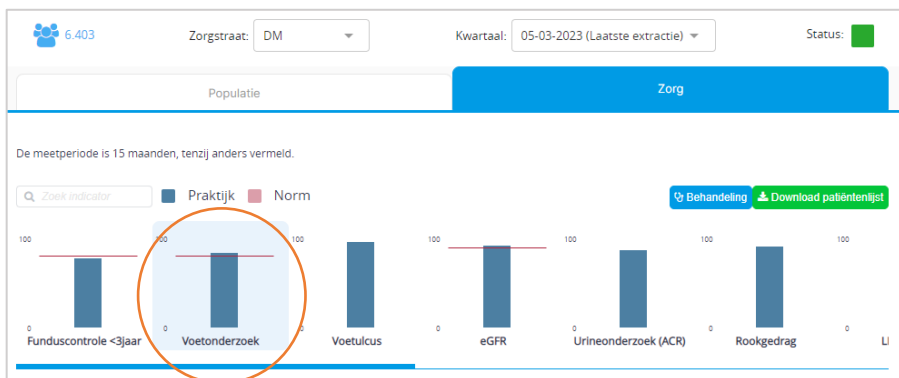 6.403 Zorgstraat: DM Kwartaal: 05-03-2023 (Laatste extractie) Status:
Populatie Zorg
De meetperiode is 15 maanden, tenzij anders vermeld.
Zoek indicator Praktijk Norm Behandeling Download patiëntenlijst
100 100 100 100 100 100 100
0 0 0 0 0 0 0
Funduscontrole <3jaar Voetonderzoek Voetulcus eGFR Urineonderzoek (ACR) Rookgedrag